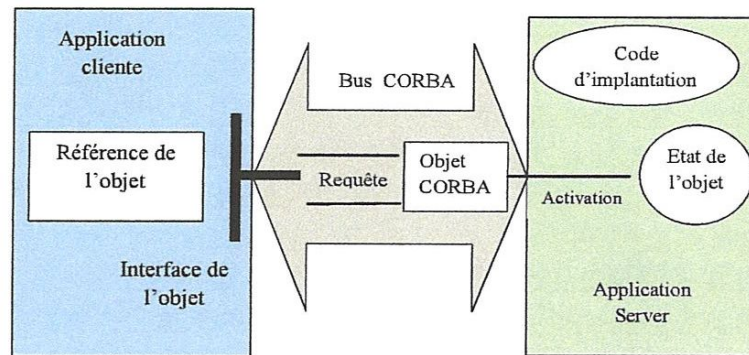 Application
cliente
Référence de
l'objet
Interface de
l'objet
Bus CORBA
Requête
Objet
CORBA
Activation
Code
d'implantation
Etat de
l'objet
Application
Server